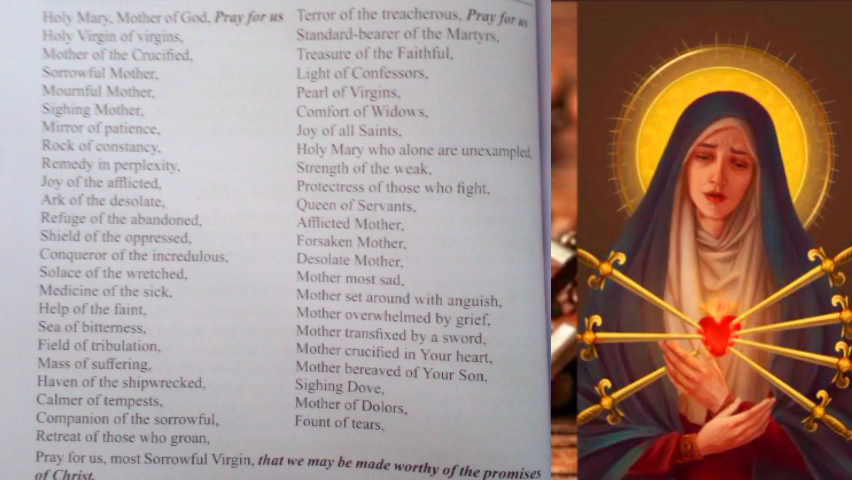 Holy Mary, Mother of God, Pray for us
Holy Virgin of virgins,
Mother of the Crucified,
Sorrowful Mother,
Mournful Mother,
Sighing Mother,
Mirror of patience,
Rock of constancy,
Remedy in perplexity,
Joy of the afflicted,
Ark of the desolate,
Refuge of the abandoned,
Shield of the oppressed,
Conqueror of the incredulous,
Solace of the wretched,
Medicine of the sick,
Help of the faint,
Sea of bitterness,
Field of tribulation,
Mass of suffering,
Haven of the shipwrecked,
Calmer of tempests,
Companion of the sorrowful,
Retreat of those who groan,
Terror of the treacherous, Pray for us
Standard-bearer of the Martyrs,
Treasure of the Faithful,
Light of Confessors,
Pearl of Virgins,
Comfort of Widows,
Joy of all Saints,
Holy Mary who alone are unexampled,
Strength of the weak,
Protectress of those who fight,
Queen of Servants,
Afflicted Mother,
Forsaken Mother,
Desolate Mother,
Mother most sad,
Mother set around with anguish,
Mother overwhelmed by grief,
Mother transfixed by a sword,
Mother crucified in Your heart,
Mother bereaved of Your Son,
Sighing Dove,
Mother of Dolors,
Fount of tears,
Pray for us, most Sorrowful Virgin, that we may be made worthy of the promises
of Christ.